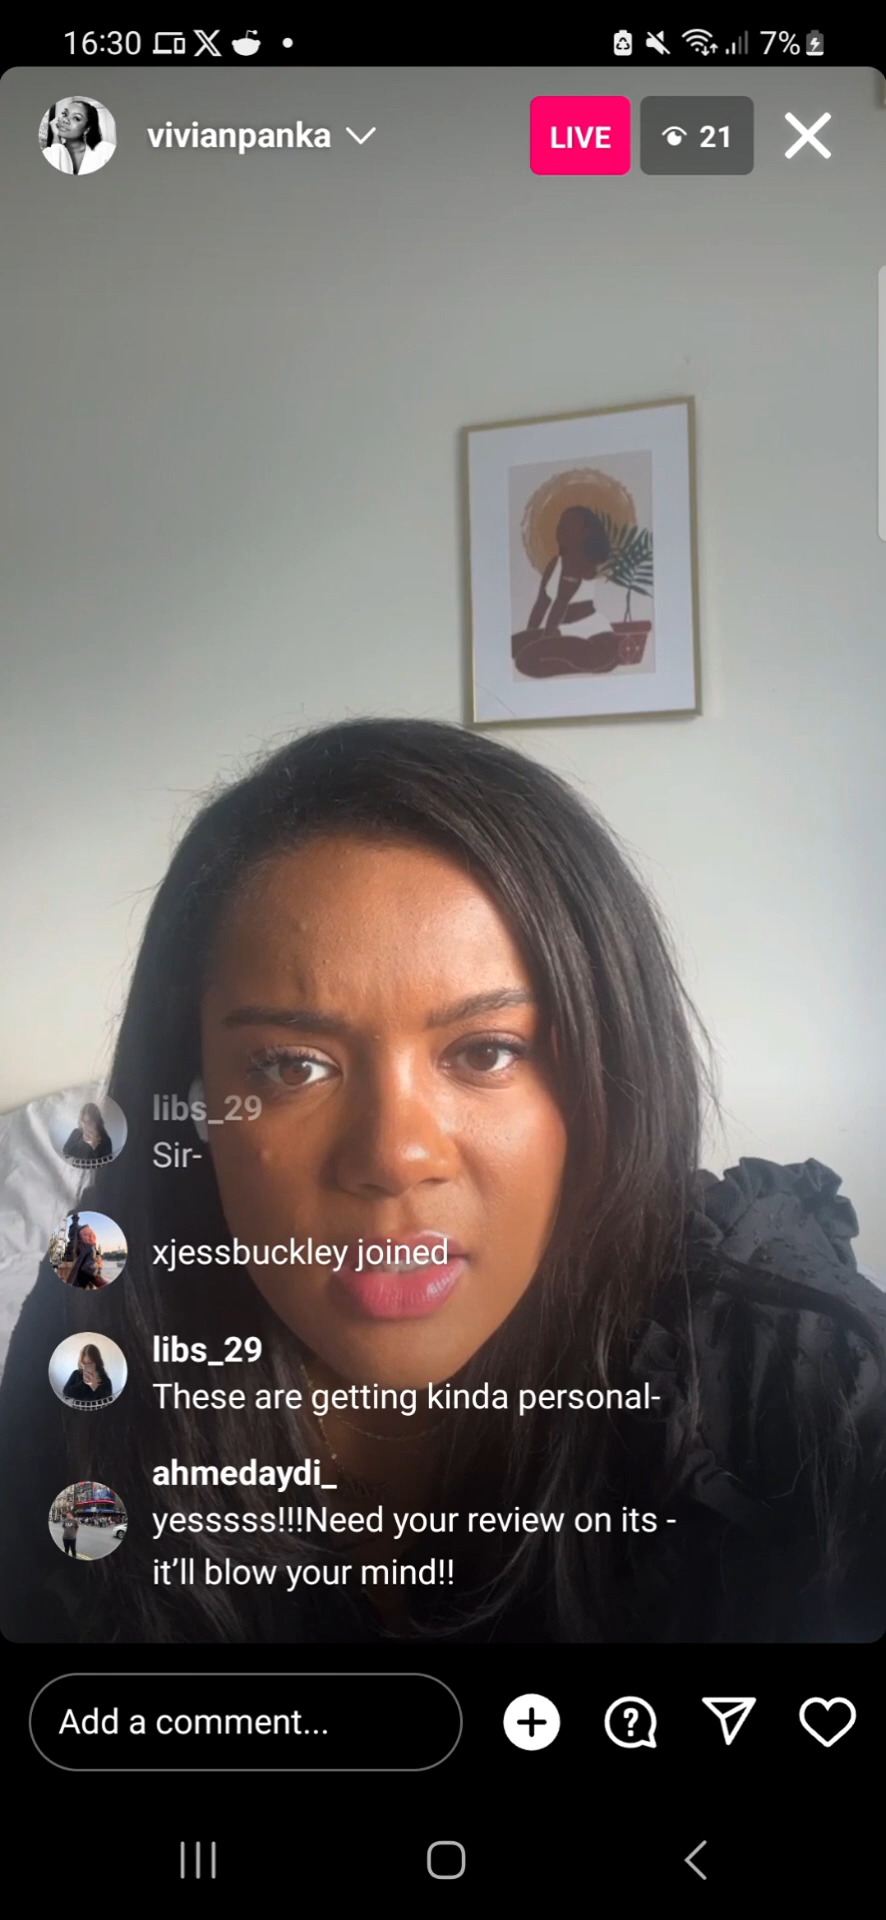 16:30
7%
vivianpanka
LIVE
21
libs_29
Sir-
xjessbuckley joined
libs_29
These are getting kinda personal-
ahmedaydi_
yesssss!!!Need your review on its -
it’ll blow your mind!!
Add a comment...